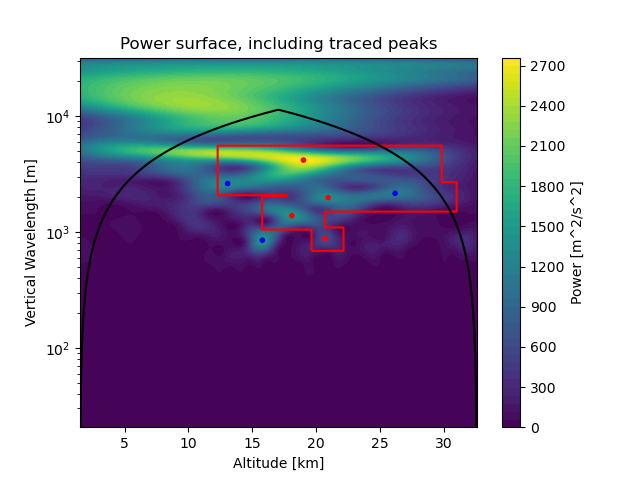 Power surface, including traced peaks
10^4
10^3
10^2
Vertical Wavelength [m]
5 10 15 20 25 30
Altitude [km]
2700
2400
2100
1800
1500
1200
900
600
300
0
Power [m^2/s^2]